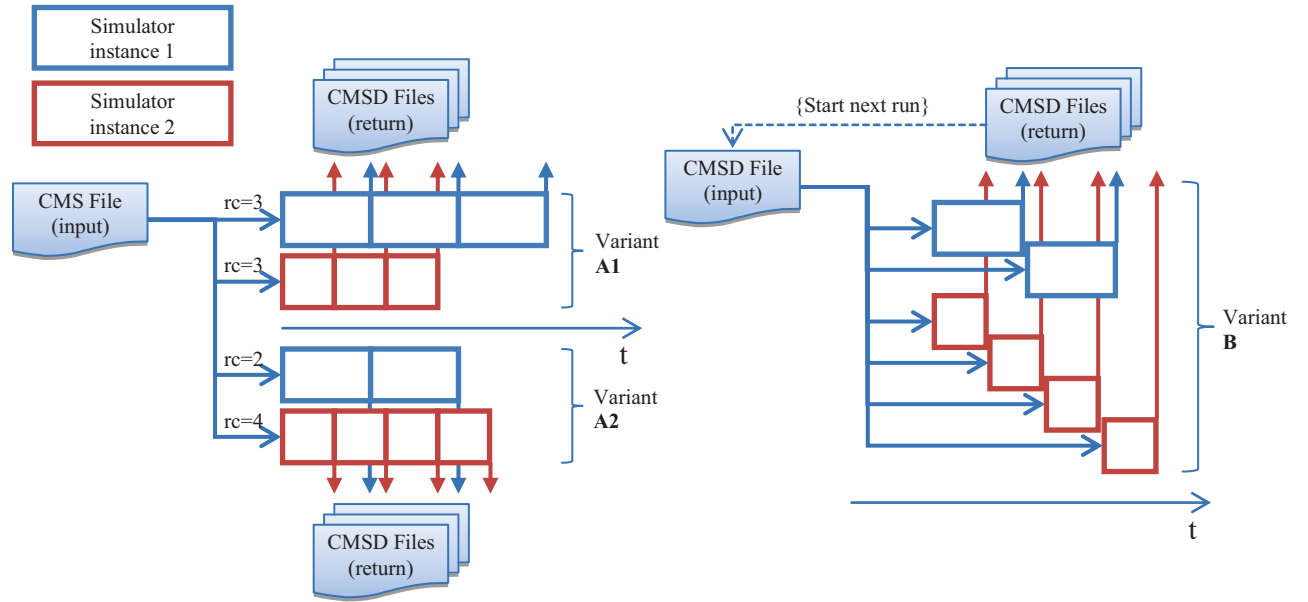 Simulator
instance 1
Simulator
instance 2
CMSD Files
(return)
CMS File
(input)
rc=3
rc=3
Variant
A1
t
rc=2
rc=4
Variant
A2
CMSD Files
(return)
{Start next run}
CMSD Files
(return)
CMSD File
(input)
Variant
B
t